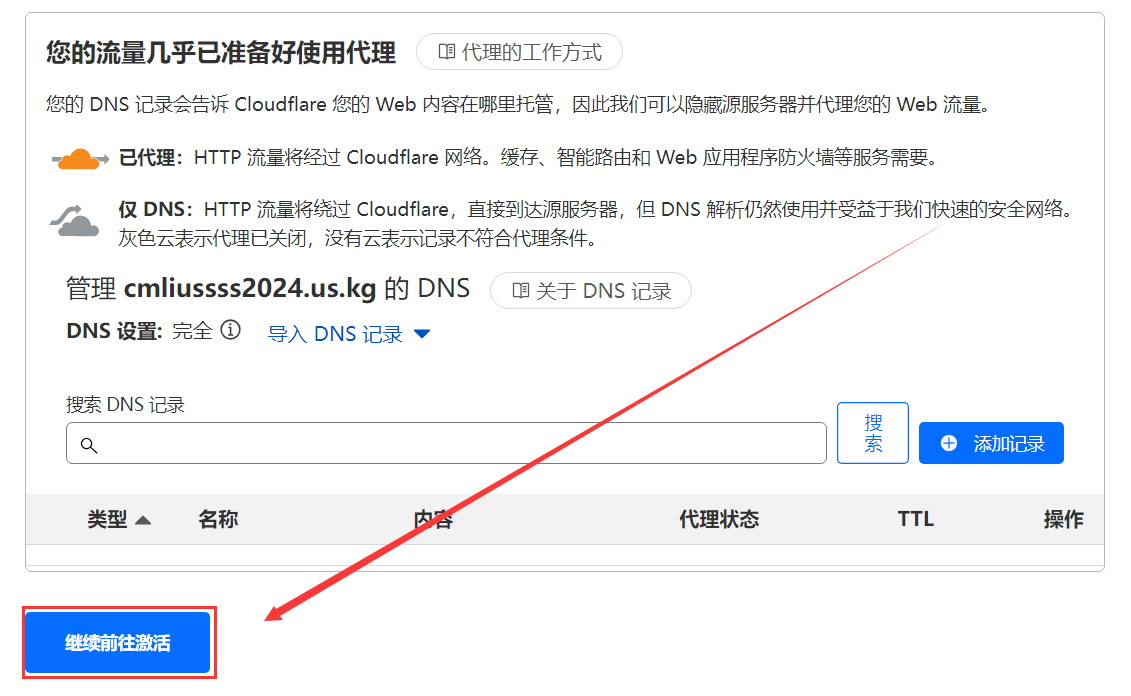 您的流量几乎已准备好使用代理 代理的工作方式
您的 DNS 记录会告诉 Cloudflare 您的 Web 内容在哪里托管，因此我们可以隐藏源服务器并代理您的 Web 流量。
已代理：HTTP 流量将经过 Cloudflare 网络。缓存、智能路由和 Web 应用程序防火墙等服务需要。
仅 DNS：HTTP 流量将绕过 Cloudflare，直接到达源服务器，但 DNS 解析仍然使用并受益于我们快速的安全网络。
灰色云表示代理已关闭，没有云表示记录不符合代理条件。
管理 cmliussss2024.us.kg 的 DNS 关于 DNS 记录
DNS 设置: 完全 导入 DNS 记录
搜索 DNS 记录
搜
索
添加记录
类型 名称 内容 代理状态 TTL 操作
继续前往激活